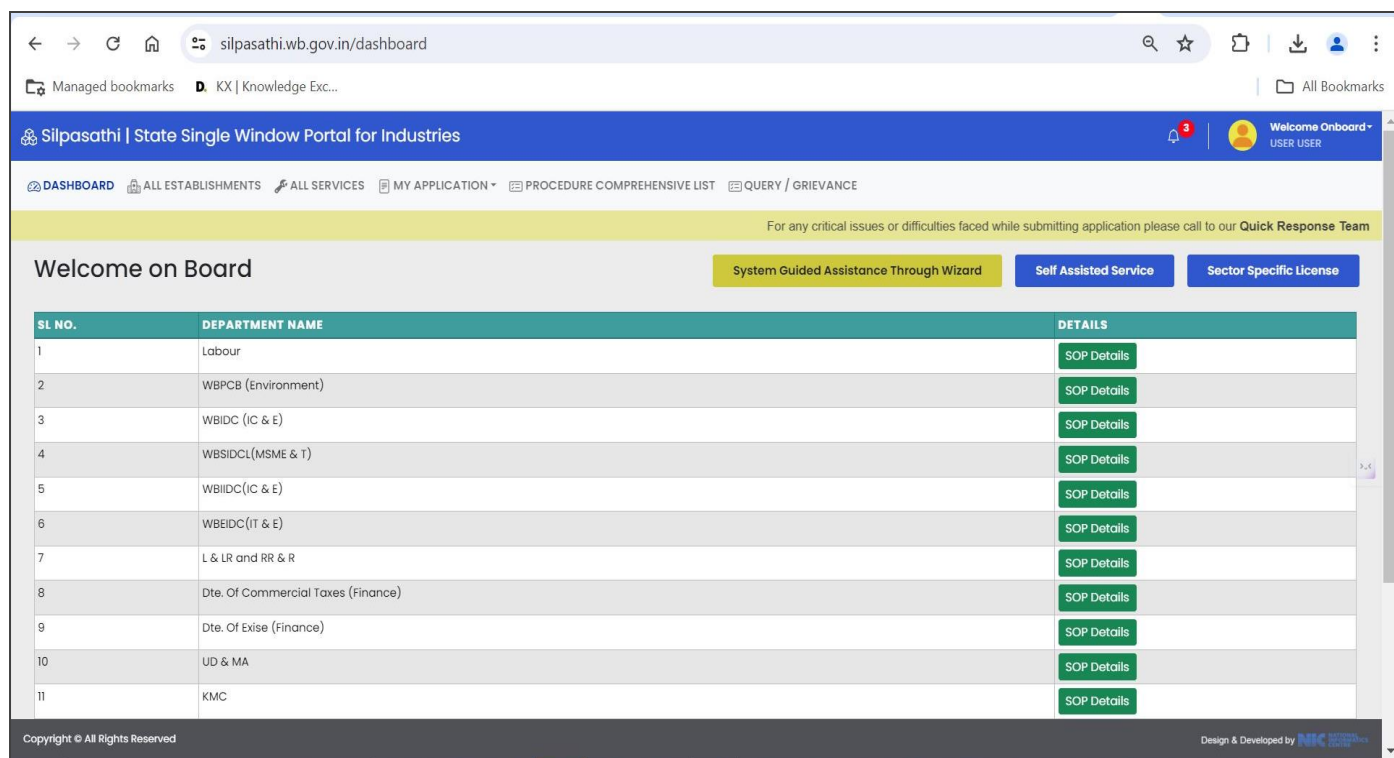 silpasathi.wb.gov.in/dashboard
Managed bookmarks D. KX | Knowledge Exc... All Bookmarks
Silpasathi | State Single Window Portal for Industries 3 Welcome Onboard
USER USER
DASHBOARD ALL ESTABLISHMENTS ALL SERVICES MY APPLICATION PROCEDURE COMPREHENSIVE LIST QUERY / GRIEVANCE
For any critical issues or difficulties faced while submitting application please call to our Quick Response Team
Welcome on Board System Guided Assistance Through Wizard Self Assisted Service Sector Specific License
SL NO. DEPARTMENT NAME DETAILS
1 Labour SOP Details
2 WBPCB (Environment) SOP Details
3 WBIDC (IC & E) SOP Details
4 WBSIDCL(MSME & T) SOP Details
5 WBIIDC(IC & E) SOP Details
6 WBEIDC(IT & E) SOP Details
7 L & LR and RR & R SOP Details
8 Dte. Of Commercial Taxes (Finance) SOP Details
9 Dte. Of Exise (Finance) SOP Details
10 UD & MA SOP Details
11 KMC SOP Details
Copyright © All Rights Reserved Design & Developed by NIC